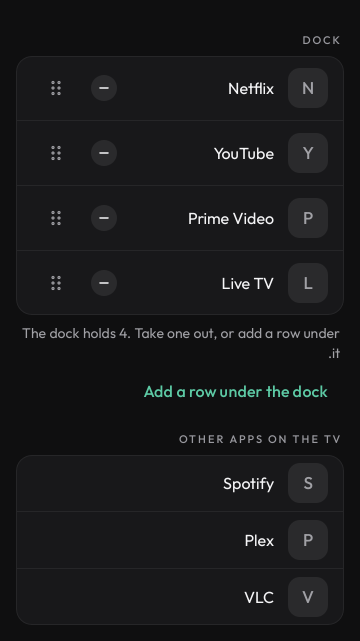 DOCK
Netflix N
YouTube Y
Prime Video P
Live TV L
The dock holds 4. Take one out, or add a row under
.it
Add a row under the dock
OTHER APPS ON THE TV
Spotify S
Plex P
VLC V